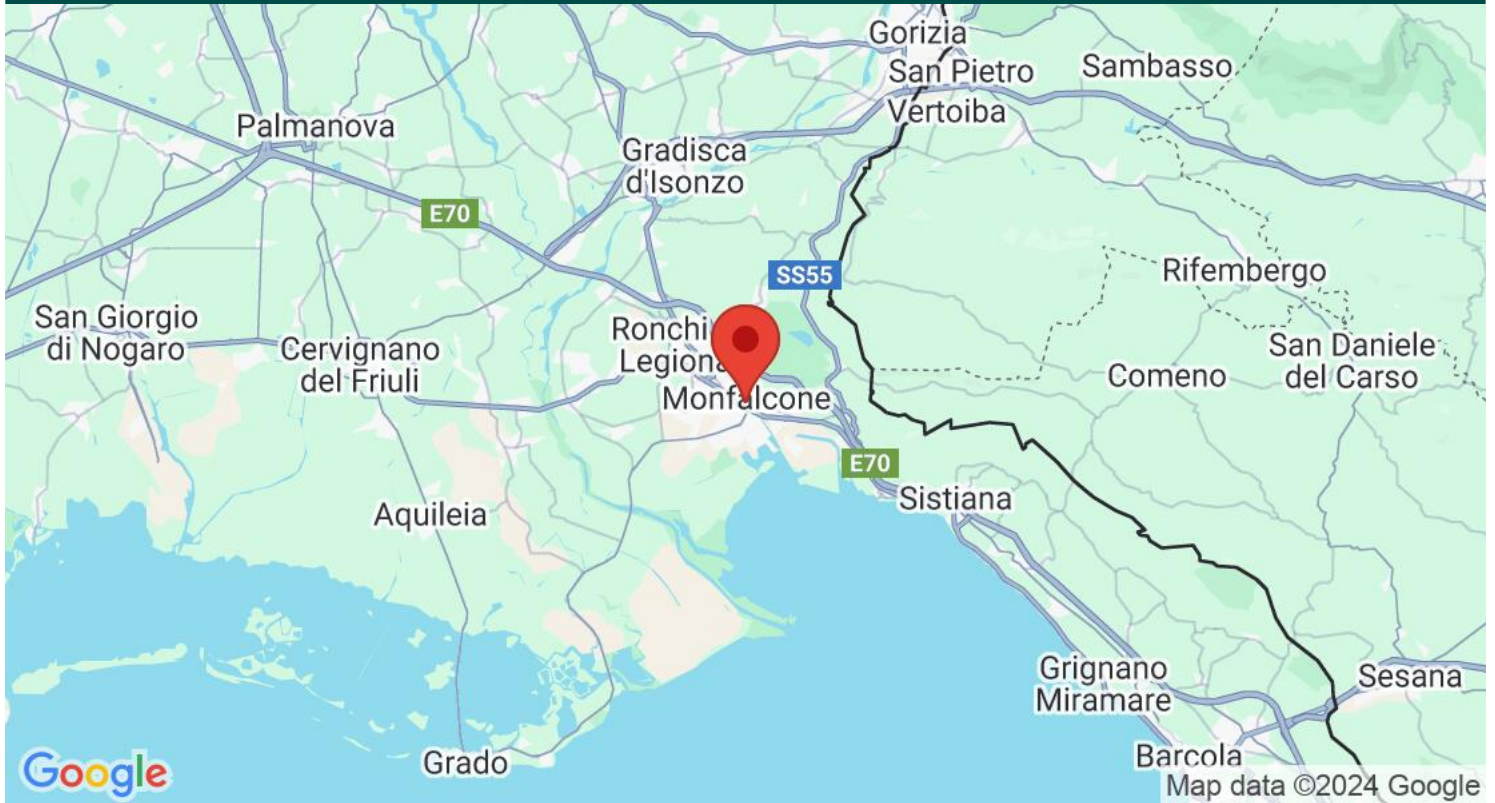 Gorizia
San Pietro
Vertoiba
Sambasso
Palmanova
Gradisca
d'Isonzo
E70
SS55
Rifembergo
San Giorgio
di Nogaro
Cervignano
del Friuli
Ronchi
Monfalcone
Comeno
San Daniele
del Carso
E70
Sistiana
Aquileia
Grignano
Miramare
Sesana
Grado
Barcola
Google
Map data ©2024 Google